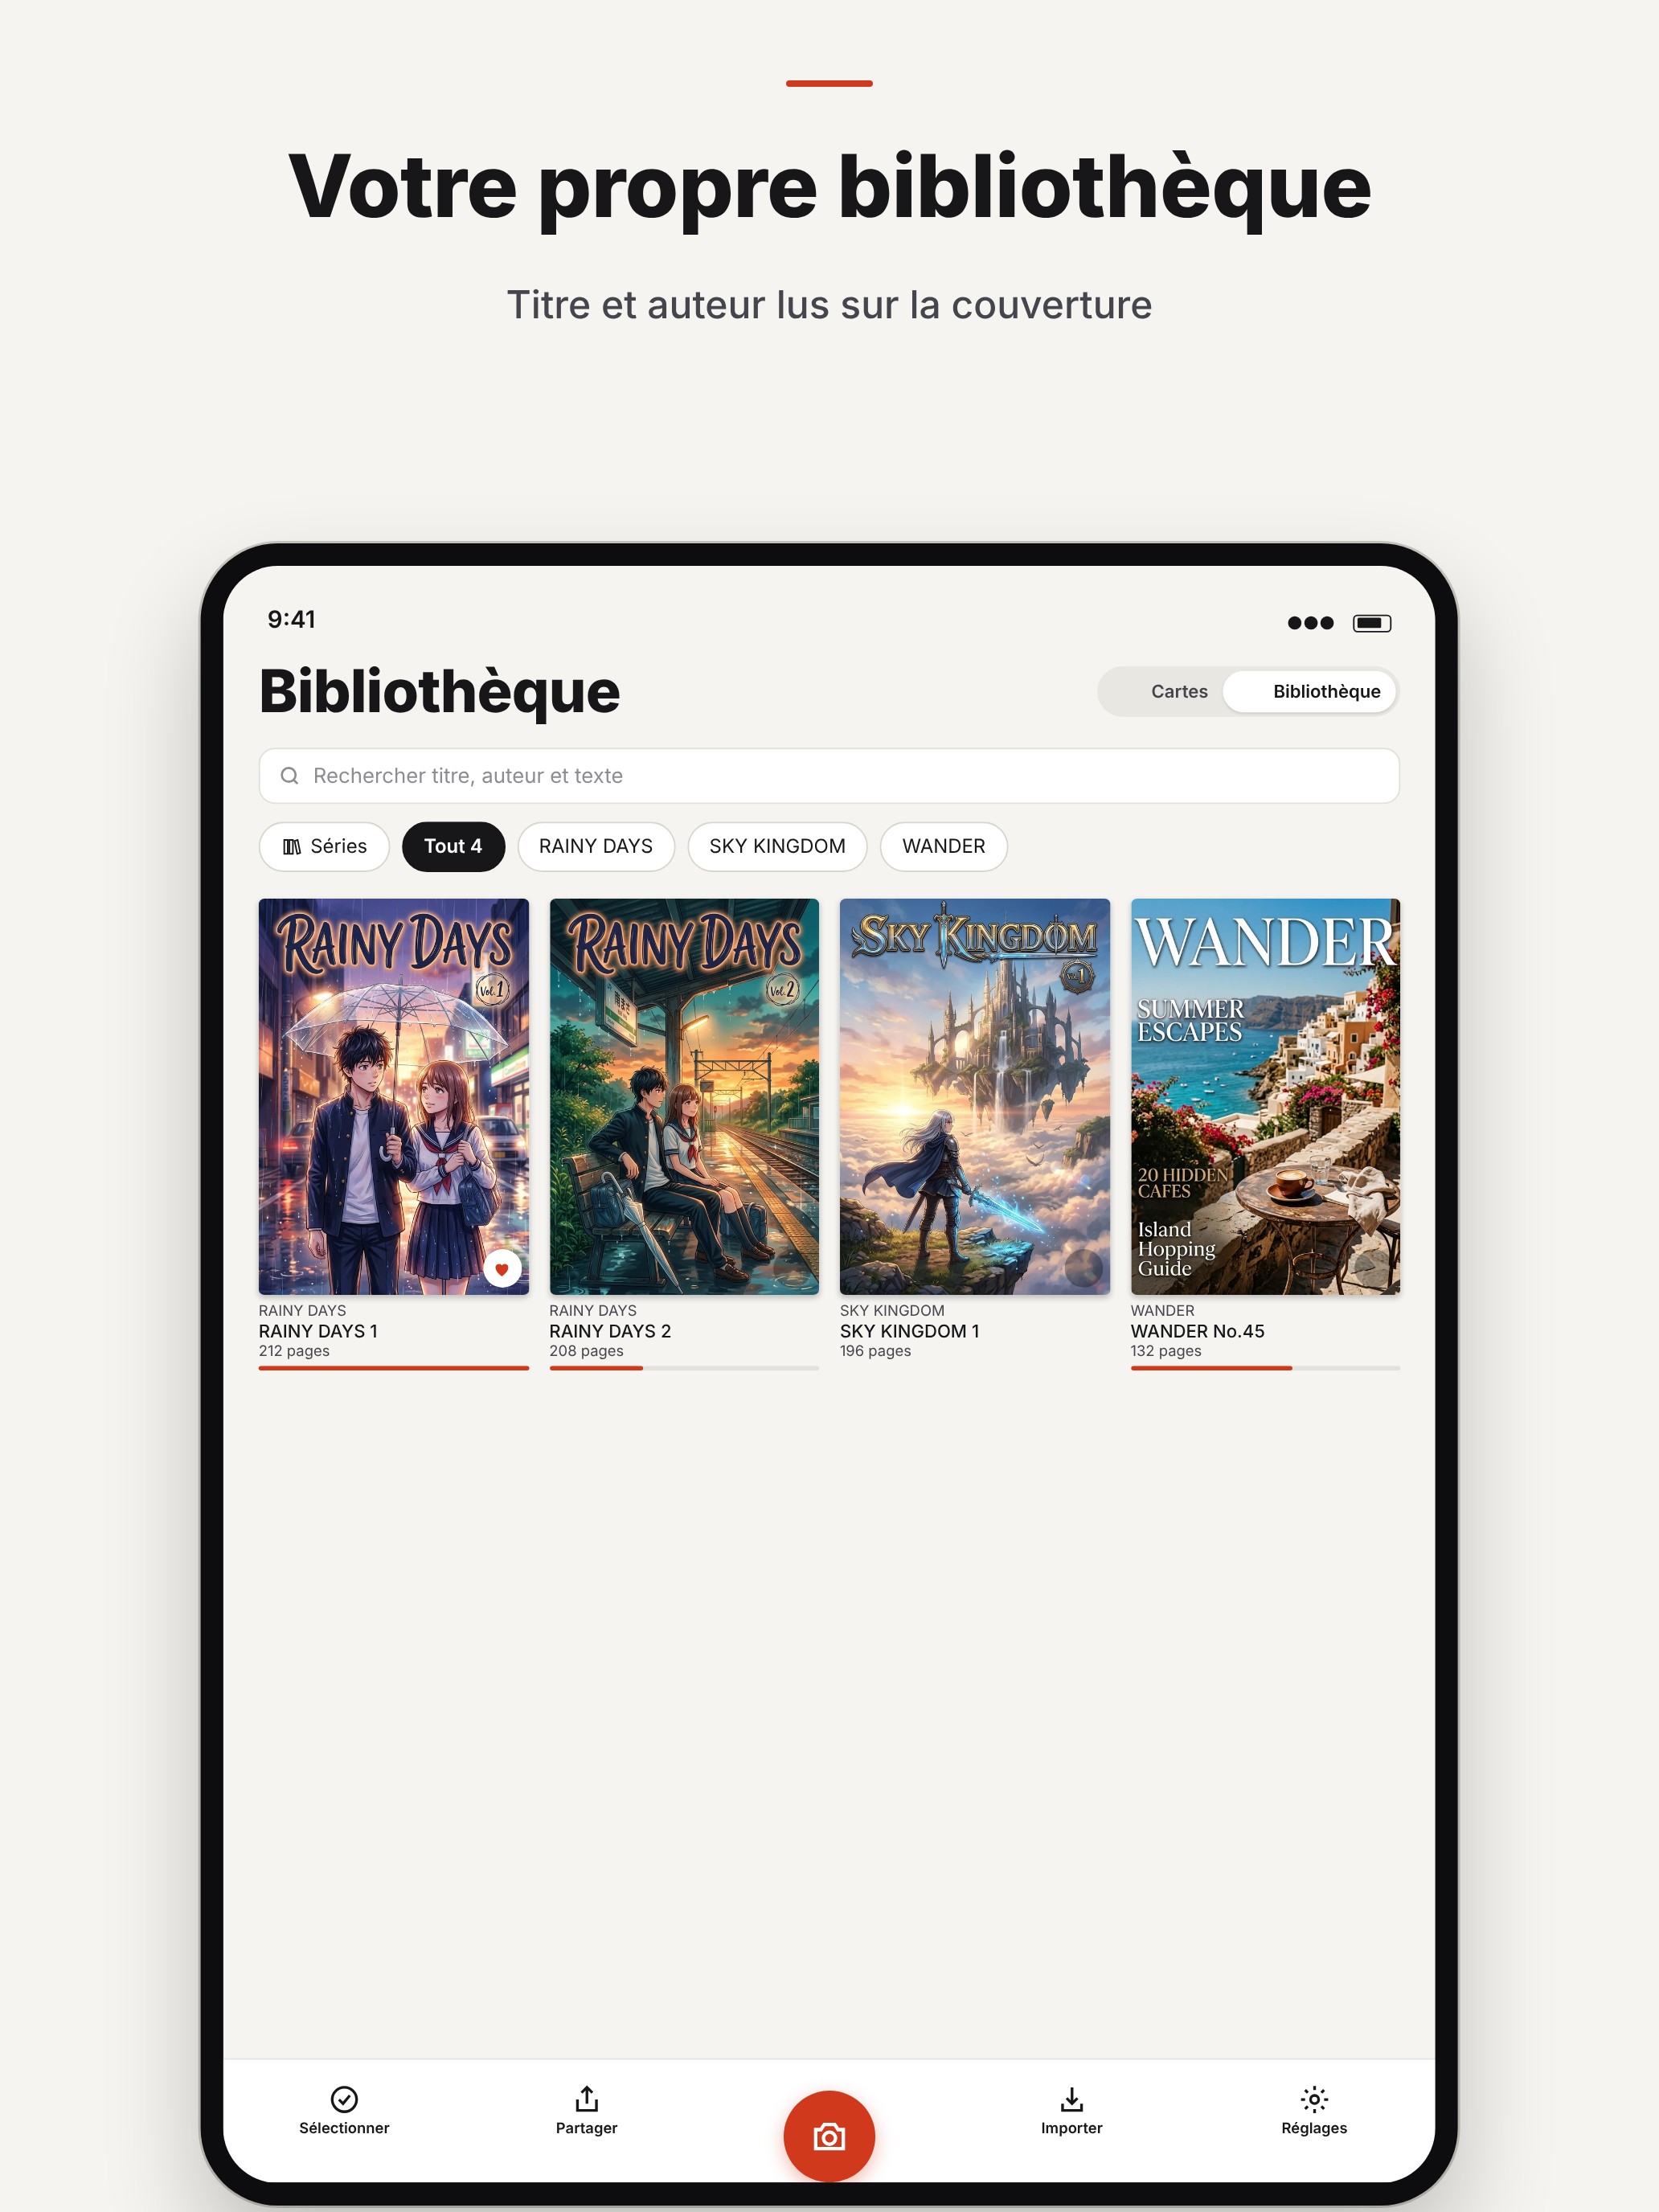 Votre propre bibliothèque
Titre et auteur lus sur la couverture
9:41
Bibliothèque
Cartes
Bibliothèque
Rechercher titre, auteur et texte
Séries
Tout 4
RAINY DAYS
SKY KINGDOM
WANDER
RAINY DAYS
Vol.1
RAINY DAYS
Vol.2
SKY KINGDOM
Vol.1
WANDER
SUMMER
ESCAPES
20 HIDDEN
CAFES
Island
Hopping
Guide
RAINY DAYS
RAINY DAYS 1
212 pages
RAINY DAYS
RAINY DAYS 2
208 pages
SKY KINGDOM
SKY KINGDOM 1
196 pages
WANDER
WANDER No.45
132 pages
Sélectionner
Partager
Importer
Réglages